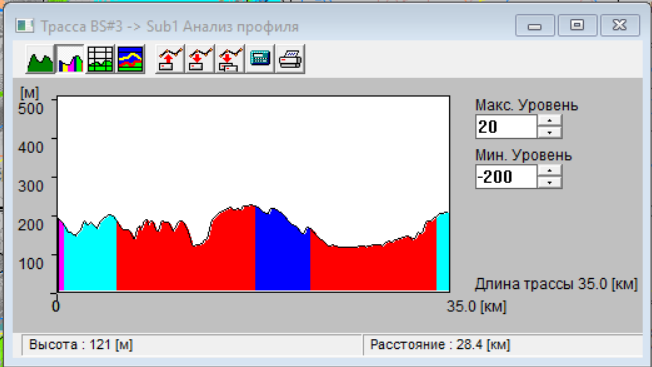 Трасса BS#3 -> Sub1 Анализ профиля
[м]
500
400
300
200
100
0
35.0 [км]
Макс. Уровень
20
Мин. Уровень
-200
Длина трассы 35.0 [км]
Высота : 121 [м]
Расстояние : 28.4 [км]